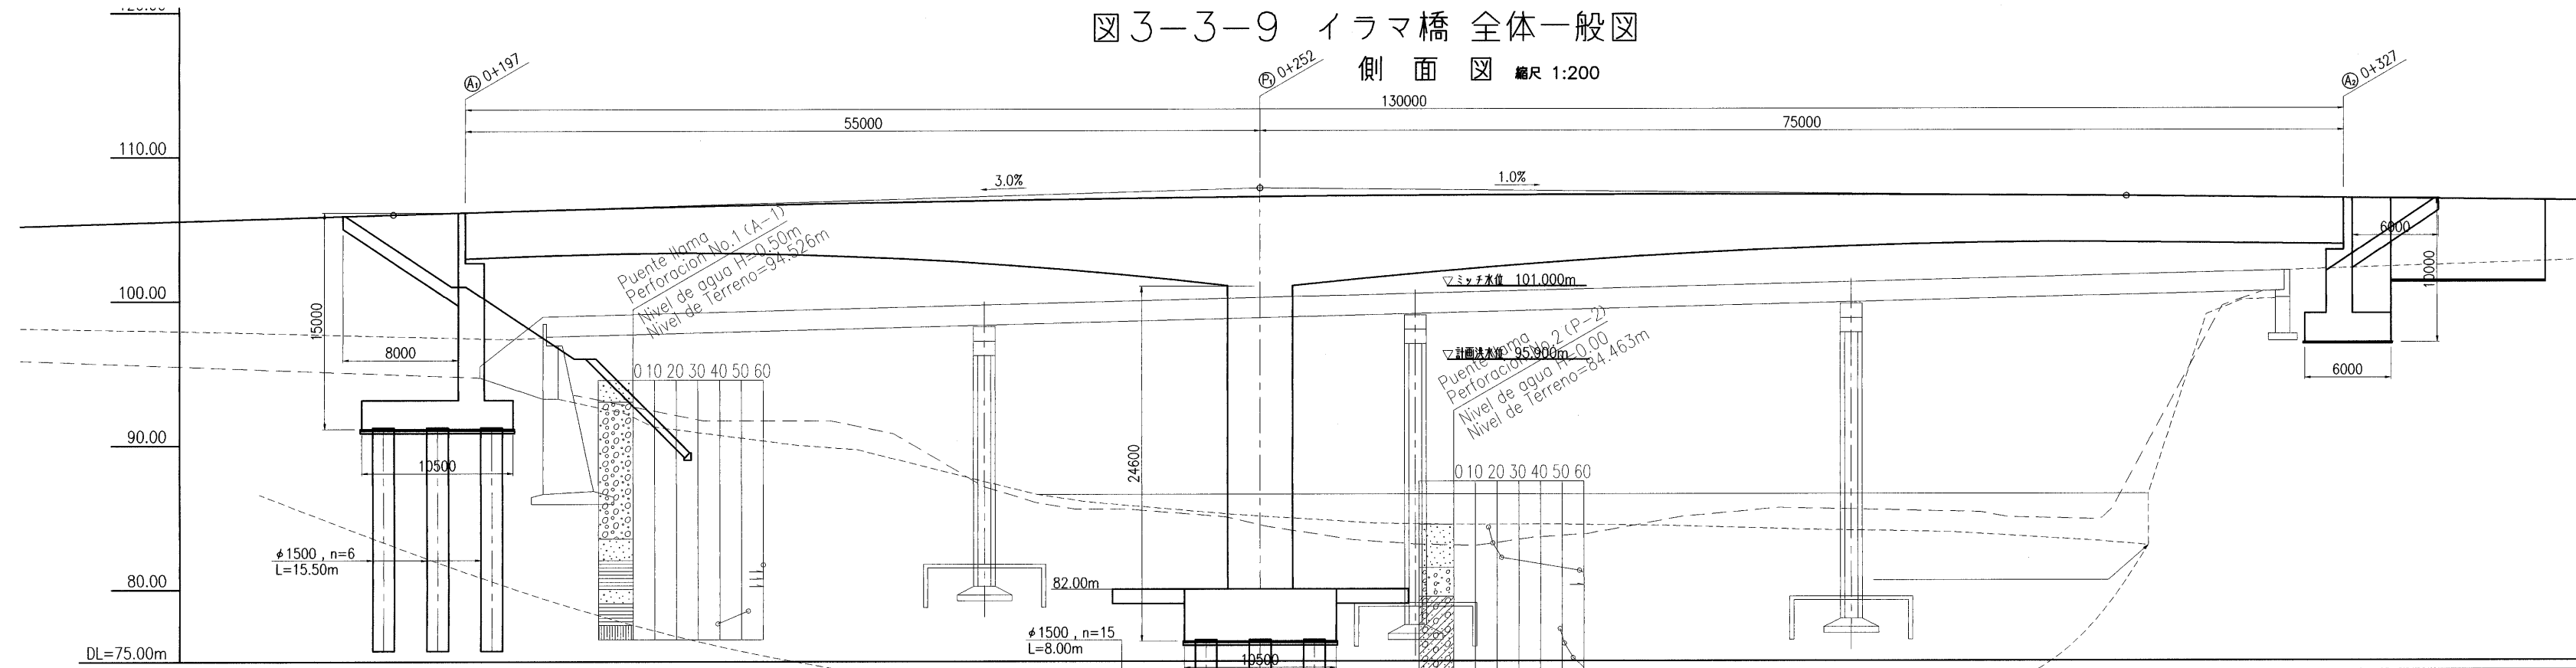 図3-3-9 イラマ橋 全体一般図
側 面 図 縮尺 1:200
A1 0+197
P1 0+252
A2 0+327
130000
55000
75000
120.00
110.00
100.00
90.00
80.00
DL=75.00m
3.0%
1.0%
Puente Ilama
Perforacion No.1 (A-1)
Nivel de agua H=0.50m
Nivel de Terreno=94.526m
0 10 20 30 40 50 60
▽ミッチ水位 101.000m
▽計画洪水位 95.900m
Puente Ilama
Perforacion No.2 (P-2)
Nivel de agua H=0.00
Nivel de Terreno=84.463m
0 10 20 30 40 50 60
15000
8000
10500
φ1500 , n=6
L=15.50m
24600
82.00m
φ1500 , n=15
L=8.00m
10500
6000
10000
6000